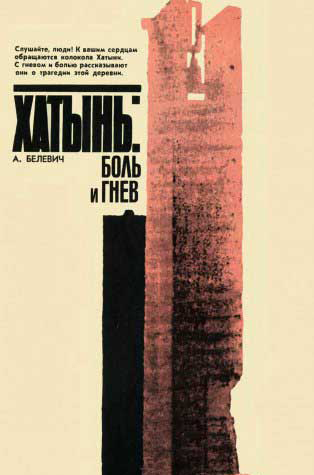 Слушайте, люди! К вашим сердцам
обращаются колокола Хатыни.
С гневом и болью рассказывают
они о трагедии этой деревни.
ХАТЫНЬ:
А. БЕЛЕВИЧ
БОЛЬ
и ГНЕВ